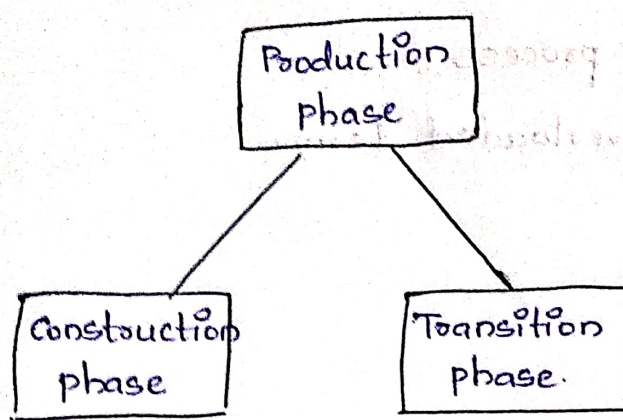 Production
phase
Construction
phase
Transition
phase.